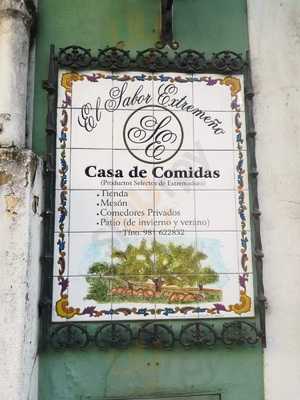 El Sabor Extremeño
SE
Casa de Comidas
(Productos Selectos de Extremadura)
• Tienda
• Mesón
• Comedores Privados
• Patio (de invierno y verano)
Tfno. 981 622832